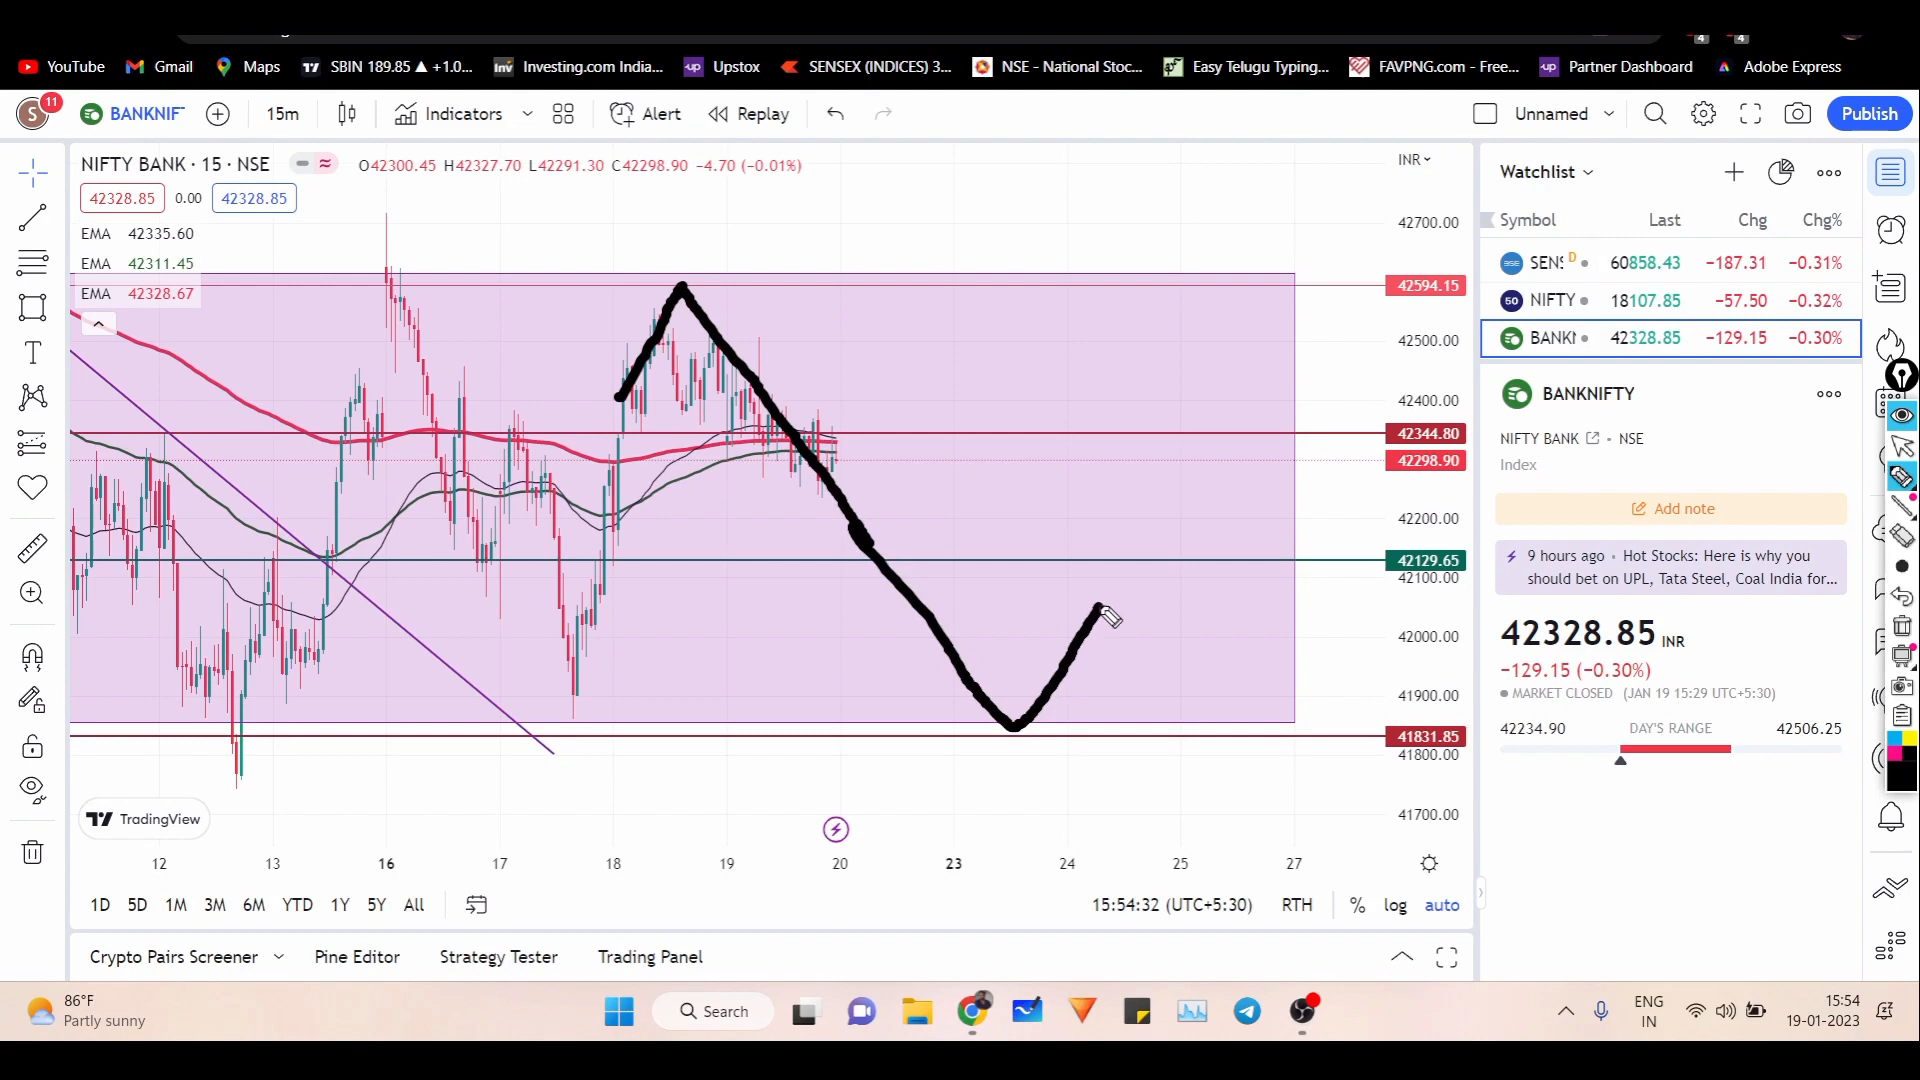 YouTube Gmail Maps SBIN 189.85 ▲ +1.0... Investing.com India... Upstox SENSEX (INDICES) 3... NSE - National Stoc... Easy Telugu Typing... FAVPNG.com - Free... Partner Dashboard Adobe Express
S 11 BANKNIF 15m Indicators Alert Replay Unnamed Publish
NIFTY BANK · 15 · NSE O42300.45 H42327.70 L42291.30 C42298.90 −4.70 (−0.01%)
42328.85 0.00 42328.85
EMA 42335.60
EMA 42311.45
EMA 42328.67
INR
42700.00
42594.15
42500.00
42400.00
42344.80
42298.90
42200.00
42129.65
42100.00
42000.00
41900.00
41831.85
41800.00
41700.00
TradingView
12 13 16 17 18 19 20 23 24 25 27
1D 5D 1M 3M 6M YTD 1Y 5Y All 15:54:32 (UTC+5:30) RTH % log auto
Crypto Pairs Screener Pine Editor Strategy Tester Trading Panel
Watchlist
Symbol Last Chg Chg%
SENS D 60858.43 −187.31 −0.31%
50 NIFTY 18107.85 −57.50 −0.32%
BANKN 42328.85 −129.15 −0.30%
BANKNIFTY
NIFTY BANK · NSE
Index
Add note
9 hours ago · Hot Stocks: Here is why you
should bet on UPL, Tata Steel, Coal India for...
42328.85 INR
−129.15 (−0.30%)
MARKET CLOSED (JAN 19 15:29 UTC+5:30)
42234.90 DAY'S RANGE 42506.25
86°F
Partly sunny
Search
ENG
IN
15:54
19-01-2023